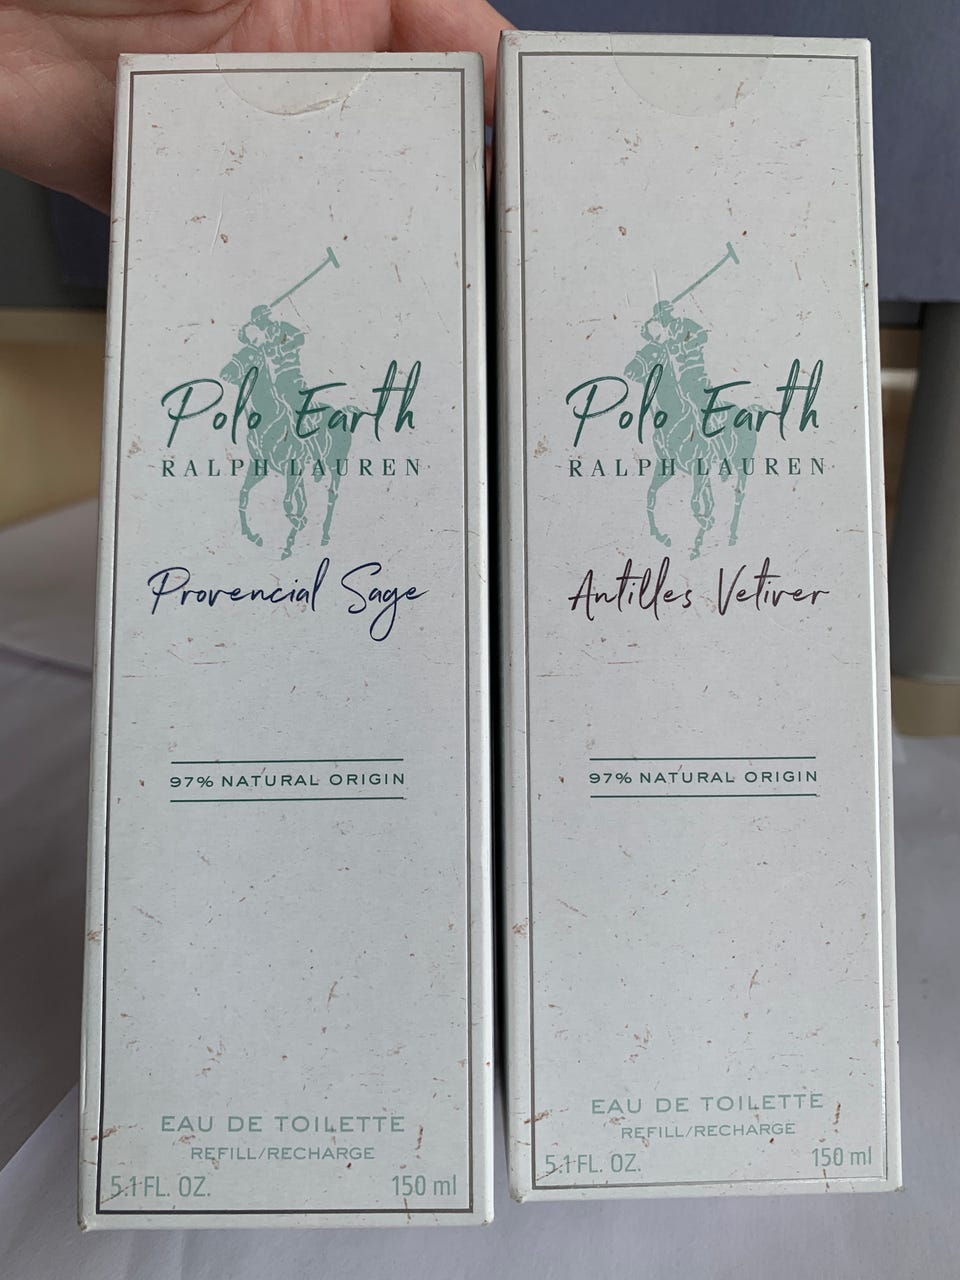 Polo Earth
RALPH LAUREN
Provencial Sage
97% NATURAL ORIGIN
EAU DE TOILETTE
REFILL/RECHARGE
5.1 FL. OZ. 150 ml
Polo Earth
RALPH LAUREN
Antilles Vetiver
97% NATURAL ORIGIN
EAU DE TOILETTE
REFILL/RECHARGE
5.1 FL. OZ. 150 ml